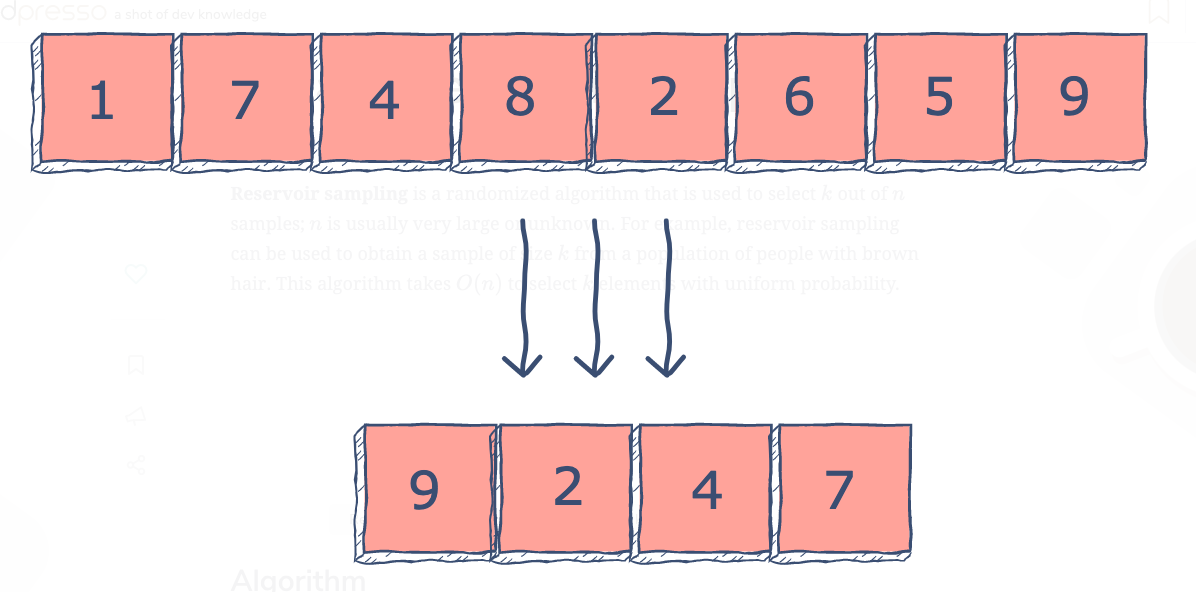 dpresso a shot of dev knowledge
1 7 4 8 2 6 5 9
Reservoir sampling is a randomized algorithm that is used to select k out of n
samples; n is usually very large or unknown. For example, reservoir sampling
can be used to obtain a sample of size k from a population of people with brown
hair. This algorithm takes O(n) to select k elements with uniform probability.
9 2 4 7
Algorithm